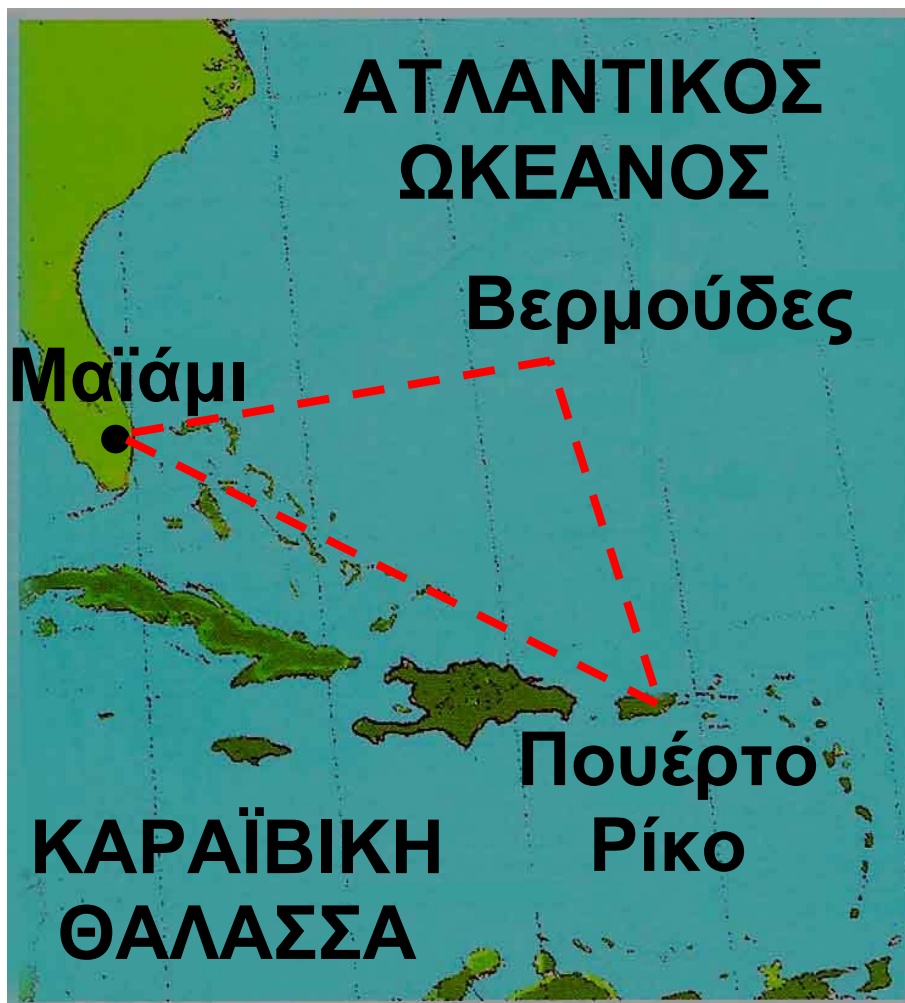 ΑΤΛΑΝΤΙΚΟΣ
ΩΚΕΑΝΟΣ
Βερμούδες
Μαϊάμι
Πουέρτο
Ρίκο
ΚΑΡΑΪΒΙΚΗ
ΘΑΛΑΣΣΑ